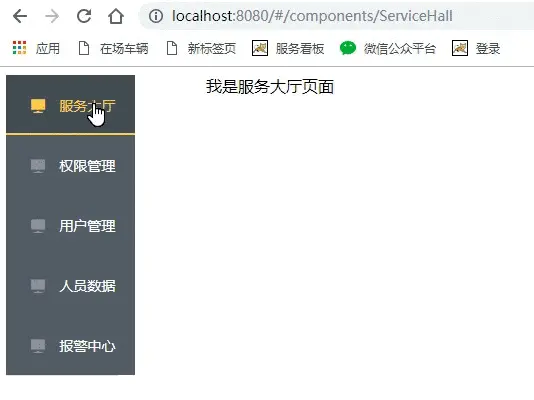 localhost:8080/#/components/ServiceHall
应用 在场车辆 新标签页 服务看板 微信公众平台 登录
服务大厅 我是服务大厅页面
权限管理
用户管理
人员数据
报警中心